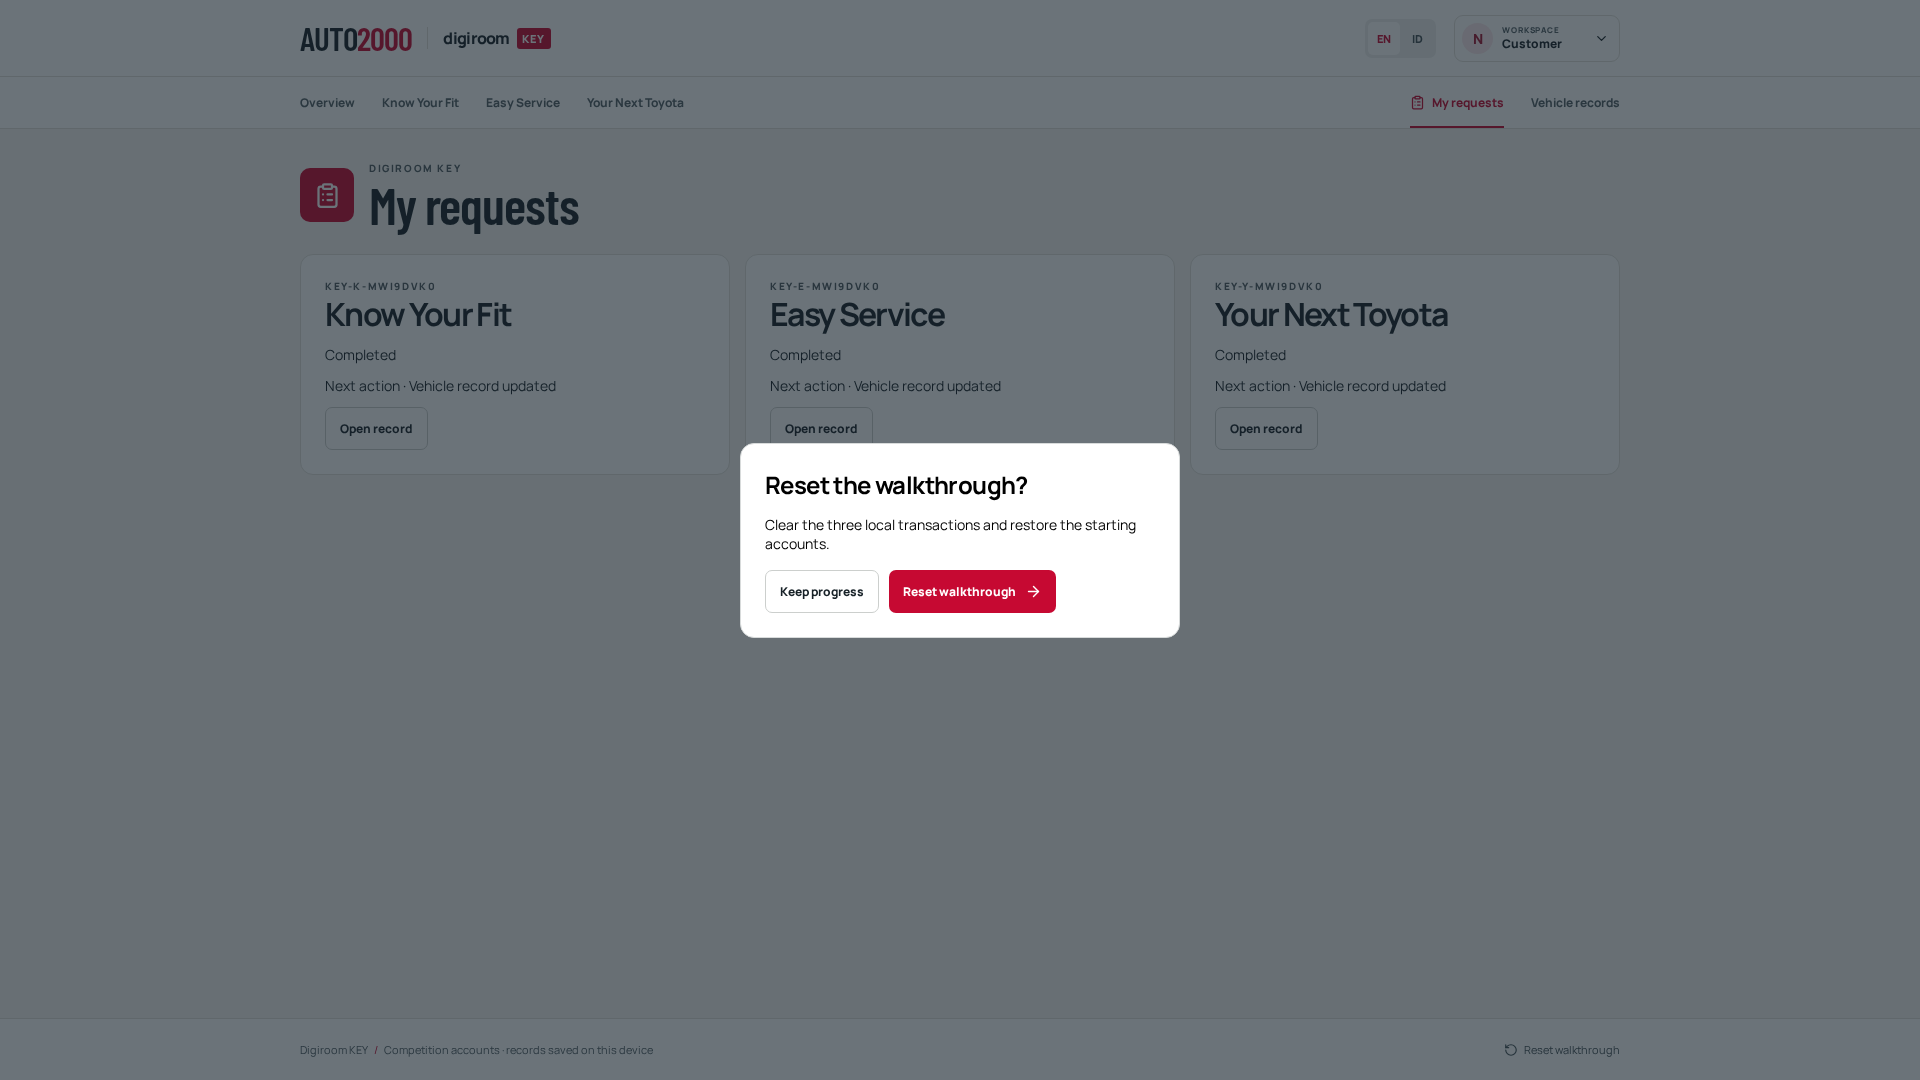 AUTO2000
digiroom KEY
EN ID
N
WORKSPACE
Customer
Overview Know Your Fit Easy Service Your Next Toyota
My requests Vehicle records
DIGIROOM KEY
My requests
KEY-K-MWI9DVK0
Know Your Fit
Completed
Next action · Vehicle record updated
Open record
KEY-E-MWI9DVK0
Easy Service
Completed
Next action · Vehicle record updated
Open record
KEY-Y-MWI9DVK0
Your Next Toyota
Completed
Next action · Vehicle record updated
Open record
Reset the walkthrough?
Clear the three local transactions and restore the starting
accounts.
Keep progress
Reset walkthrough
Digiroom KEY / Competition accounts · records saved on this device
Reset walkthrough